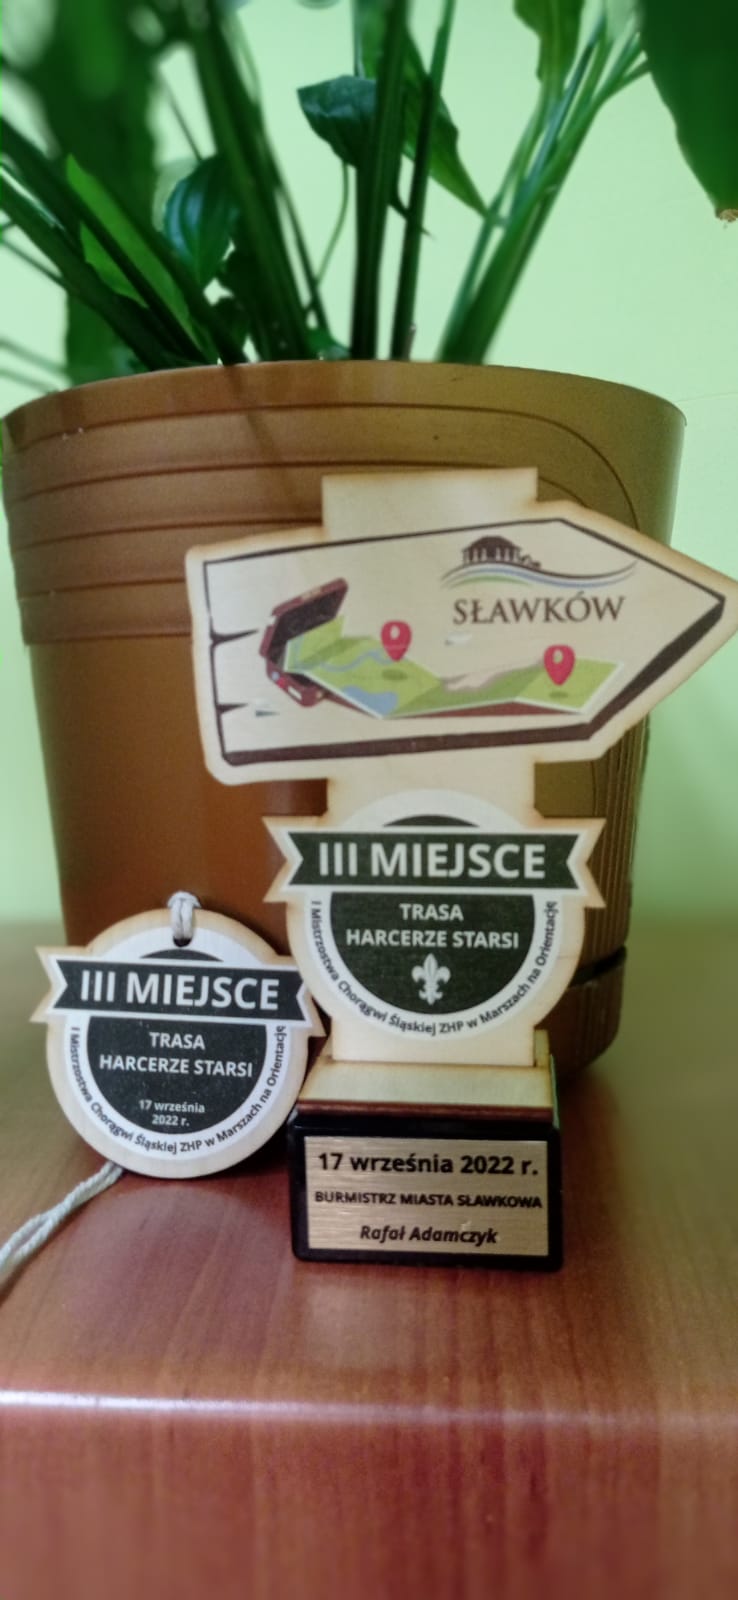 SŁAWKÓW
III MIEJSCE
TRASA
HARCERZE STARSI
I Mistrzostwa Chorągwi Śląskiej ZHP w Marszach na Orientację
17 września 2022 r.
BURMISTRZ MIASTA SŁAWKOWA
Rafał Adamczyk
III MIEJSCE
TRASA
HARCERZE STARSI
17 września
2022 r.
I Mistrzostwa Chorągwi Śląskiej ZHP w Marszach na Orientację